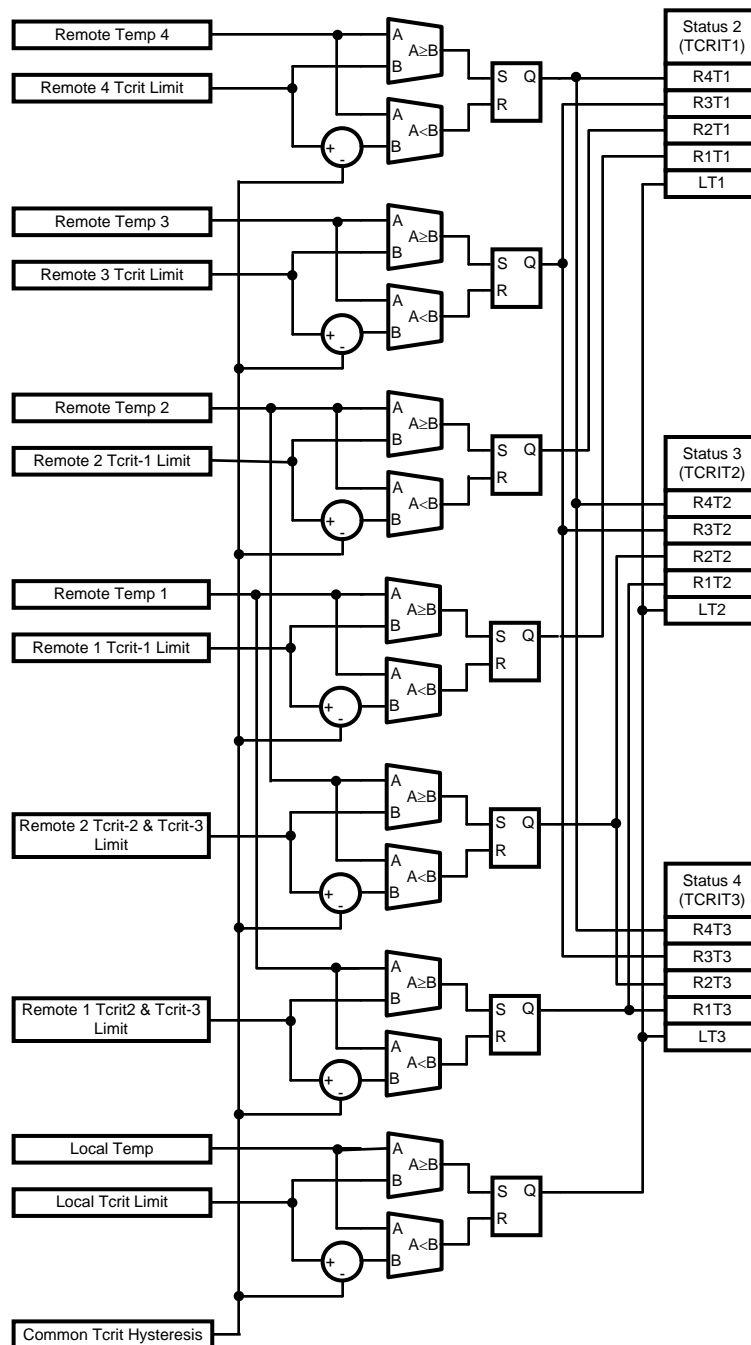 Remote Temp 4
Remote 4 Tcrit Limit
A
B
A≥B
A
B
A<B
+
-
S Q
R
Status 2
(TCRIT1)
R4T1
R3T1
R2T1
R1T1
LT1
Remote Temp 3
Remote 3 Tcrit Limit
A
B
A≥B
A
B
A<B
+
-
S Q
R
Remote Temp 2
Remote 2 Tcrit-1 Limit
A
B
A≥B
A
B
A<B
+
-
S Q
R
Status 3
(TCRIT2)
R4T2
R3T2
R2T2
R1T2
LT2
Remote Temp 1
Remote 1 Tcrit-1 Limit
A
B
A≥B
A
B
A<B
+
-
S Q
R
Remote 2 Tcrit-2 & Tcrit-3
Limit
A
B
A≥B
A
B
A<B
+
-
S Q
R
Status 4
(TCRIT3)
R4T3
R3T3
R2T3
R1T3
LT3
Remote 1 Tcrit2 & Tcrit-3
Limit
A
B
A≥B
A
B
A<B
+
-
S Q
R
Local Temp
Local Tcrit Limit
A
B
A≥B
A
B
A<B
+
-
S Q
R
Common Tcrit Hysteresis